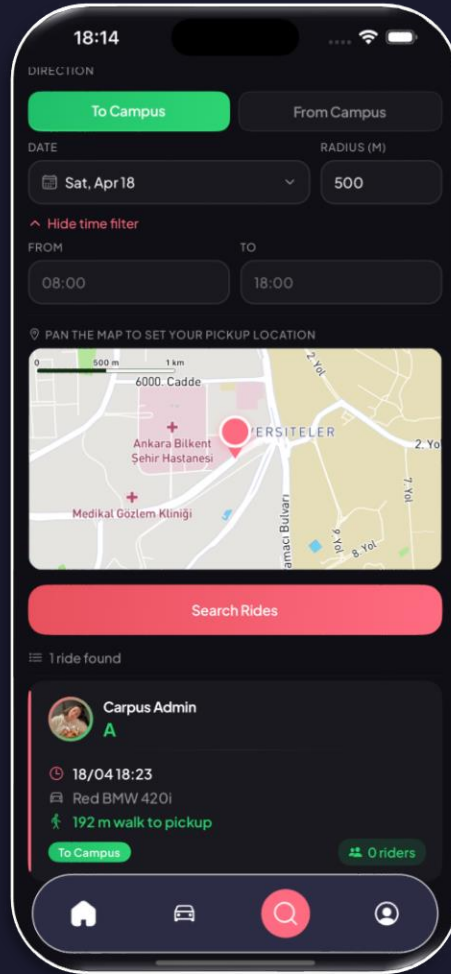 18:14
DIRECTION
To Campus
From Campus
DATE
RADIUS (M)
Sat, Apr 18
500
Hide time filter
FROM
TO
08:00
18:00
PAN THE MAP TO SET YOUR PICKUP LOCATION
0 500 m 1 km
6000. Cadde
2. Yol
VERSITELER
Ankara Bilkent
Şehir Hastanesi
2. Yo
7. Yol
Medikal Gözlem Kliniği
amacı Bulvarı
9. Yol
8. Yol
Search Rides
1 ride found
Carpus Admin
A
18/04 18:23
Red BMW 420i
192 m walk to pickup
To Campus
0 riders